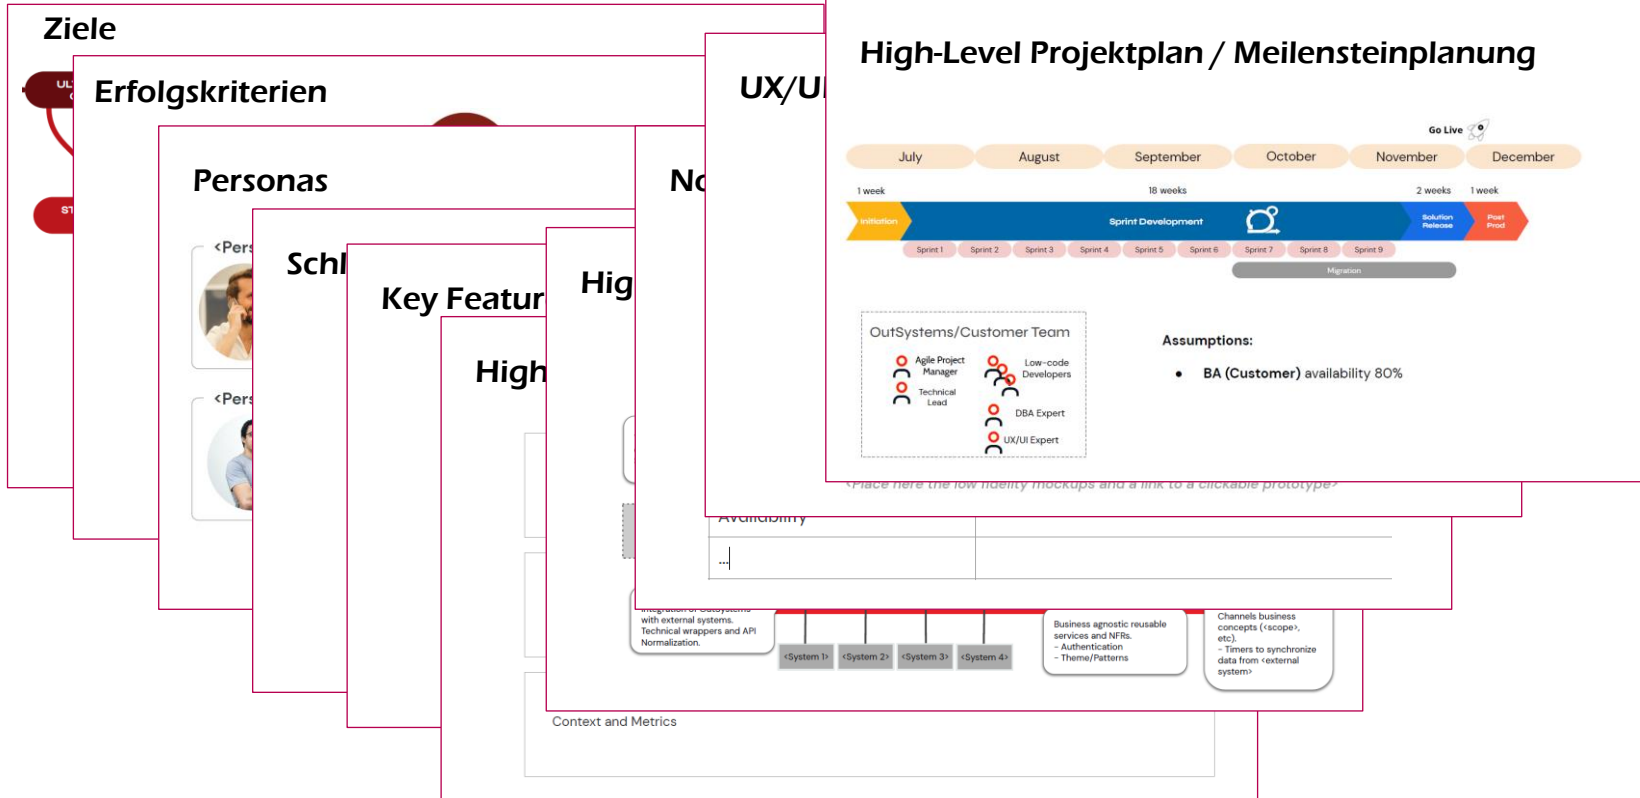 Ziele
Erfolgskriterien
Personas
<Pers
<Pers
Schl
Key Featur
High
Context and Metrics
Hig
Integration of OutSystems
with external systems.
Technical wrappers and API
Normalization.
<System 1>
<System 2>
<System 3>
<System 4>
Business agnostic reusable
services and NFRs.
- Authentication
- Theme/Patterns
Channels business
concepts (<scope>,
etc).
- Timers to synchronize
data from <external
system>
No
Availability
...
UX/UI
<Place here the low fidelity mockups and a link to a clickable prototype>
High-Level Projektplan / Meilensteinplanung
Go Live
July
August
September
October
November
December
1 week
18 weeks
2 weeks
1 week
Initiation
Sprint Development
Solution
Release
Post
Prod
Sprint 1
Sprint 2
Sprint 3
Sprint 4
Sprint 5
Sprint 6
Sprint 7
Sprint 8
Sprint 9
Migration
OutSystems/Customer Team
Agile Project
Manager
Technical
Lead
Low-code
Developers
DBA Expert
UX/UI Expert
Assumptions:
• BA (Customer) availability 80%